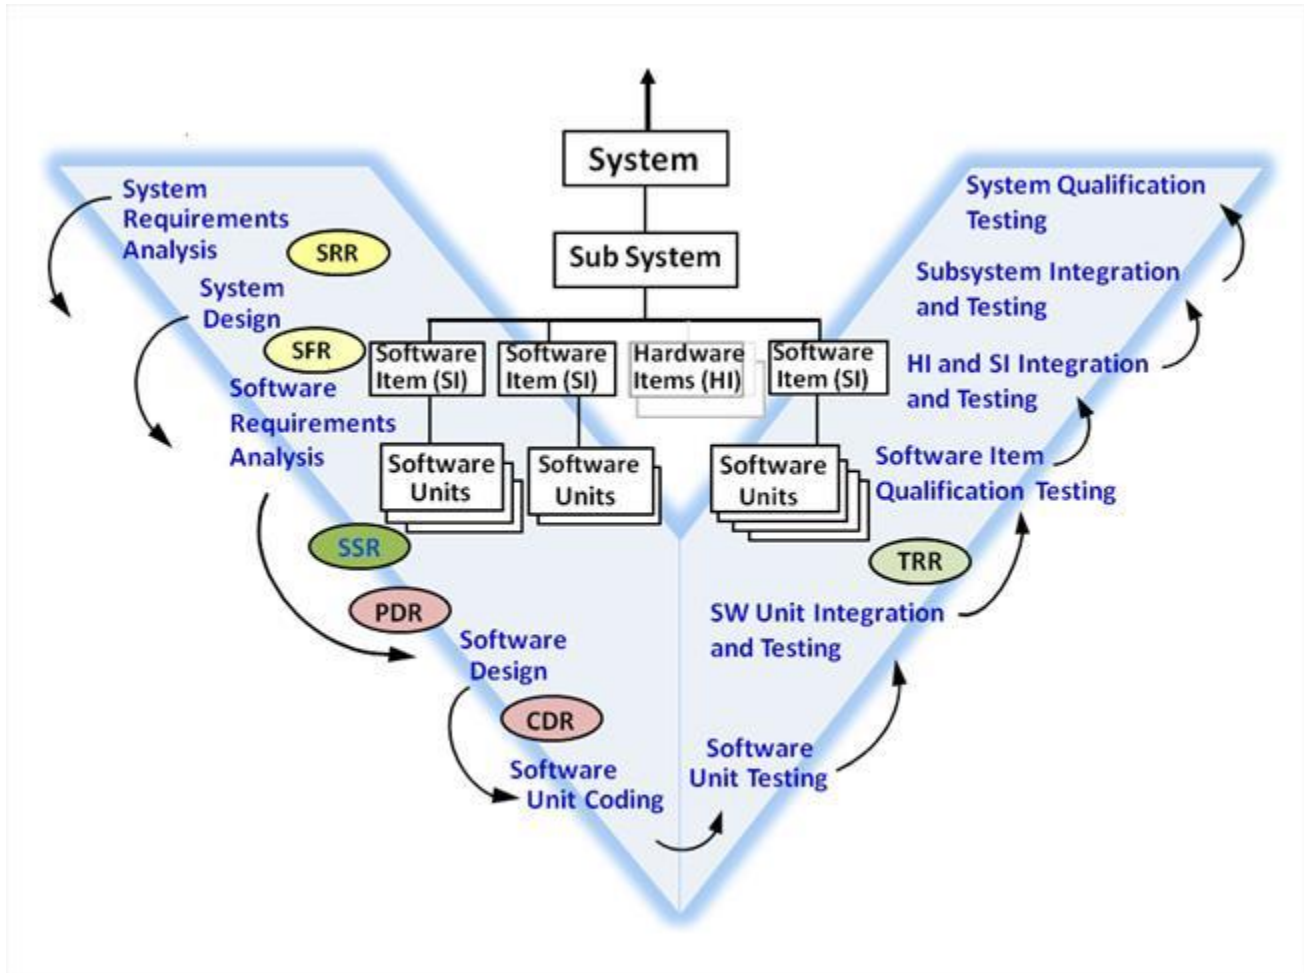 System
Sub System
Software
Item (SI)
Software
Item (SI)
Hardware
Items (HI)
Software
Item (SI)
Software
Units
Software
Units
Software
Units
System
Requirements
Analysis
SRR
System
Design
SFR
Software
Requirements
Analysis
SSR
PDR
Software
Design
CDR
Software
Unit Coding
Software
Unit Testing
SW Unit Integration
and Testing
TRR
Software Item
Qualification Testing
HI and SI Integration
and Testing
Subsystem Integration
and Testing
System Qualification
Testing